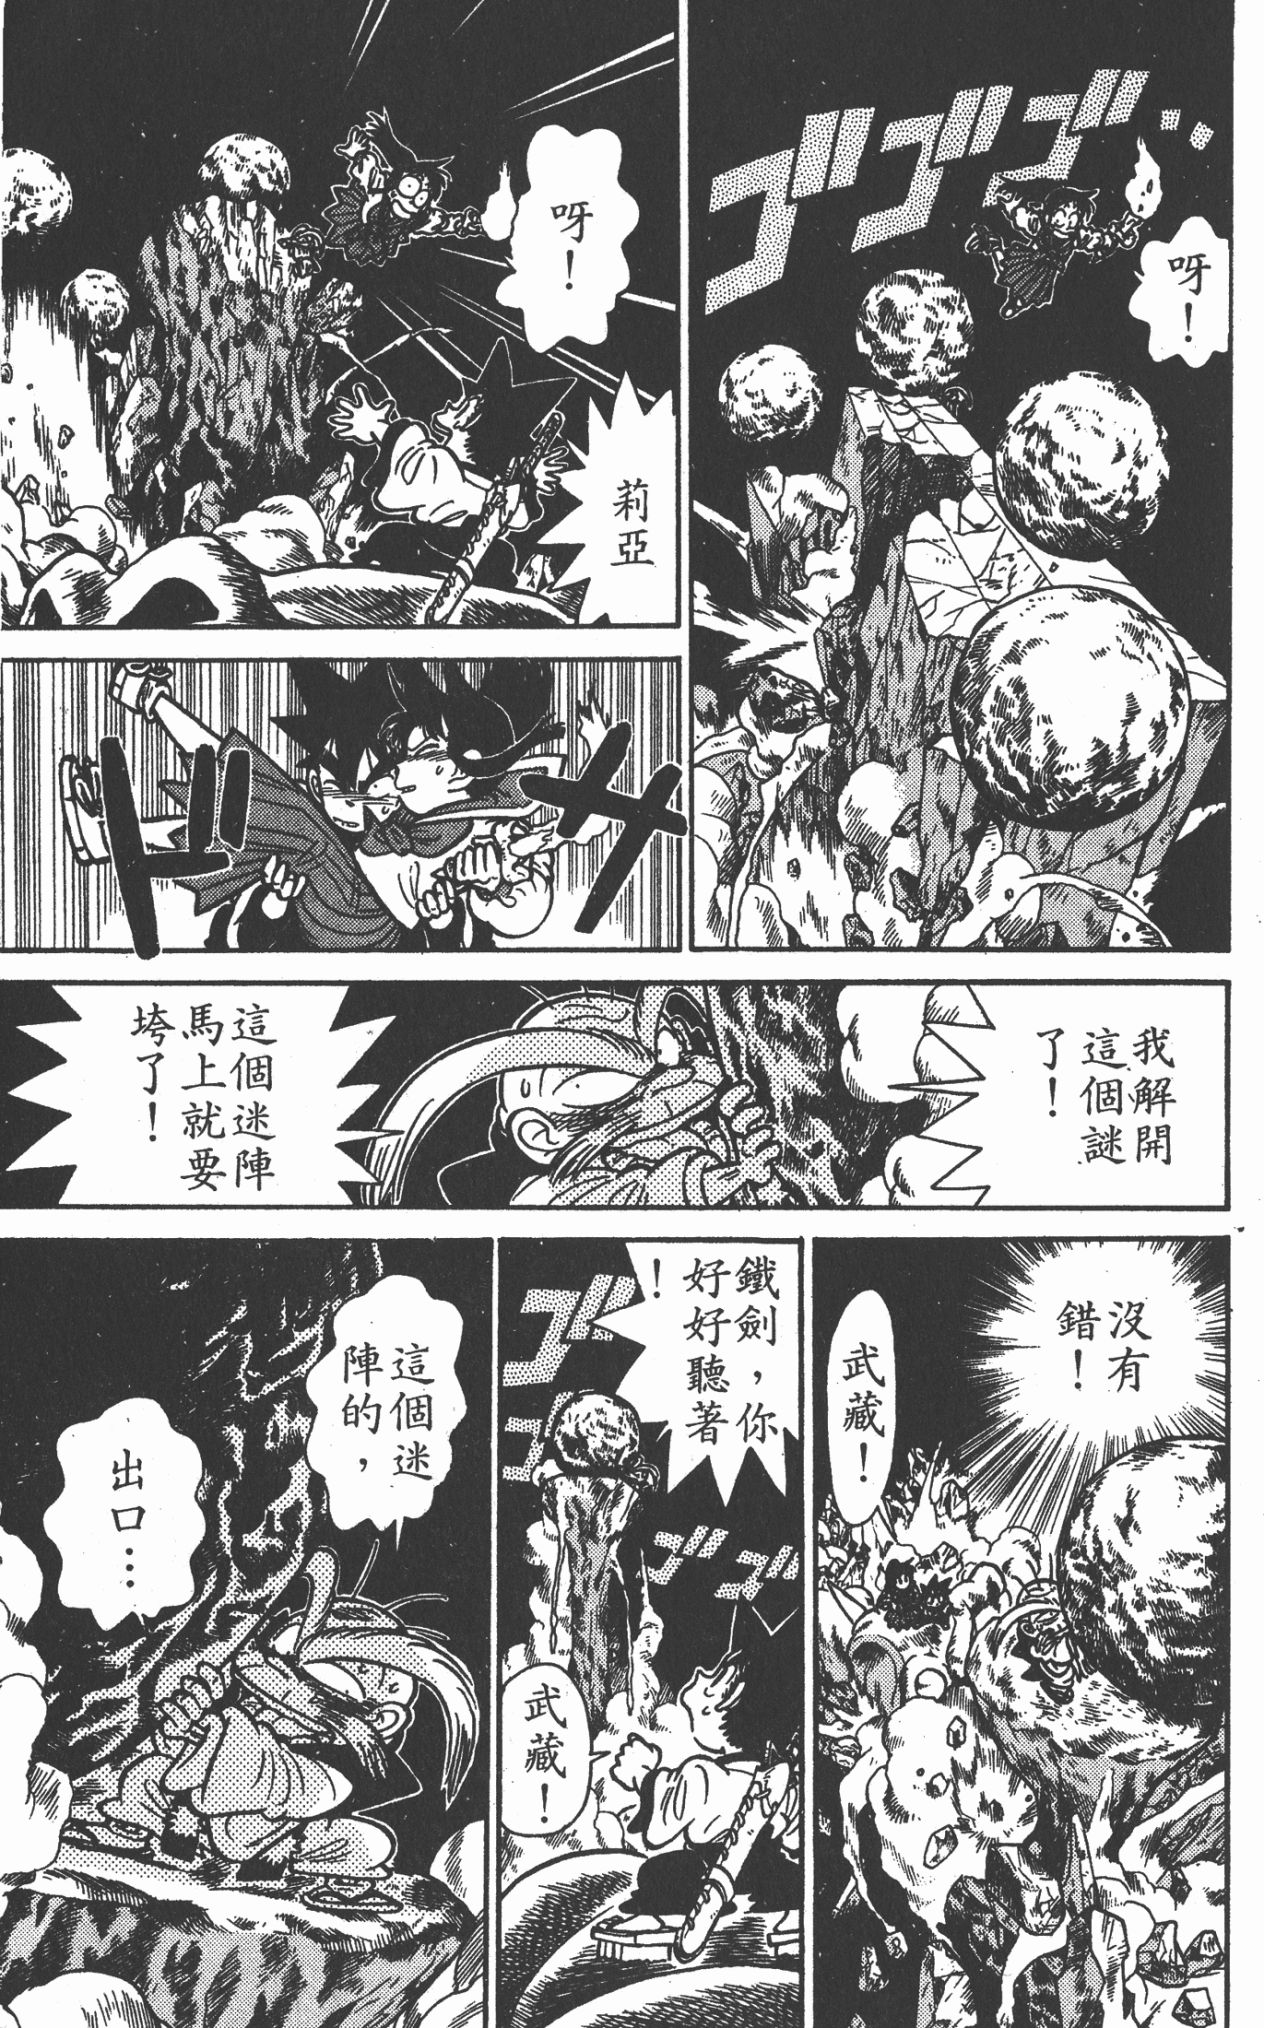 ゴゴゴ…
呀！
呀！
莉亞
ドサ
我解開
這個謎
了！
這個迷陣
馬上就要
垮了！
沒有
錯！
武藏！
鐵劍，你
好好聽著
！
ゴゴ
ゴゴ
武藏！
這個迷
陣的，
出口…